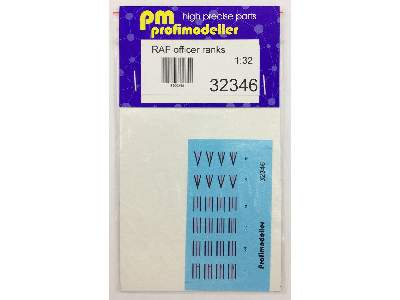 pm high precise parts
profimodeller
RAF officer ranks
1:32
32346
32346
Profimodeller